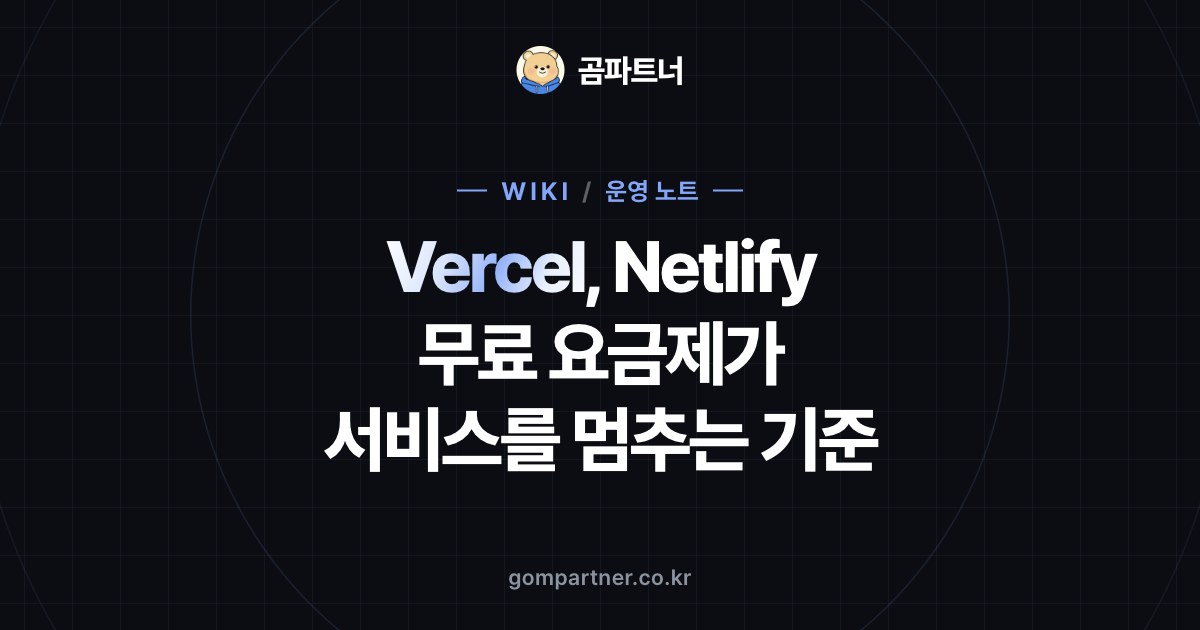 곰파트너
WIKI / 운영 노트
Vercel, Netlify
무료 요금제가
서비스를 멈추는 기준
gompartner.co.kr